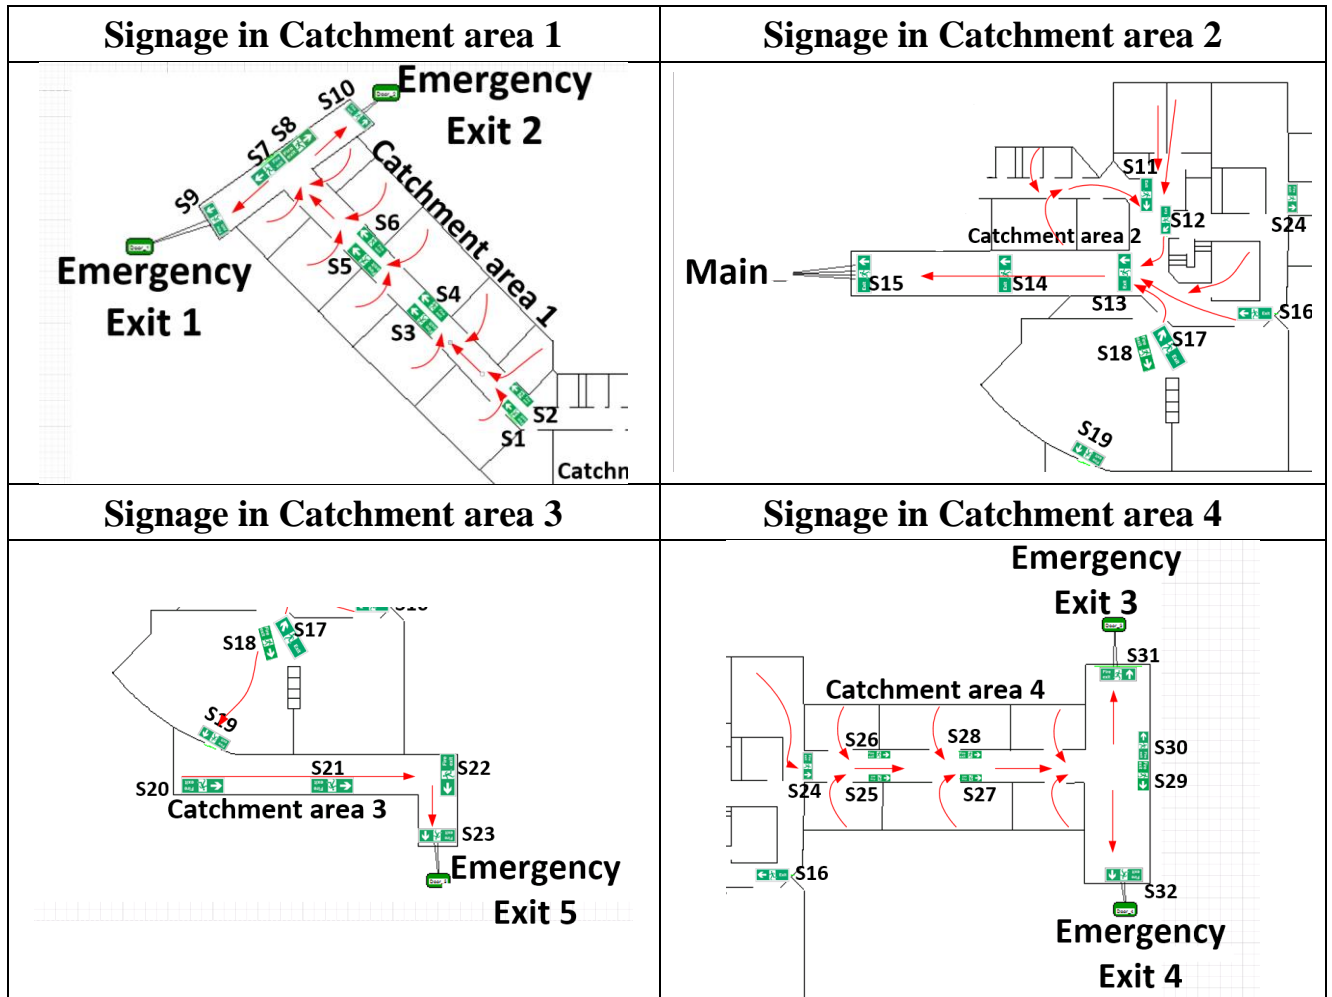 Signage in Catchment area 1
Signage in Catchment area 2
Emergency
Exit 2
S10
S8
S7
S9
Catchment area 1
Emergency
Exit 1
S6
S5
S4
S3
S2
S1
Catchm
S11
S12
S24
Catchment area 2
Main
S15
S14
S13
S16
S17
S18
S19
Signage in Catchment area 3
Signage in Catchment area 4
S17
S18
S19
S22
S21
S20
Catchment area 3
S23
Emergency
Exit 5
Emergency
Exit 3
S31
Catchment area 4
S26
S28
S30
S29
S24
S25
S27
S16
S32
Emergency
Exit 4